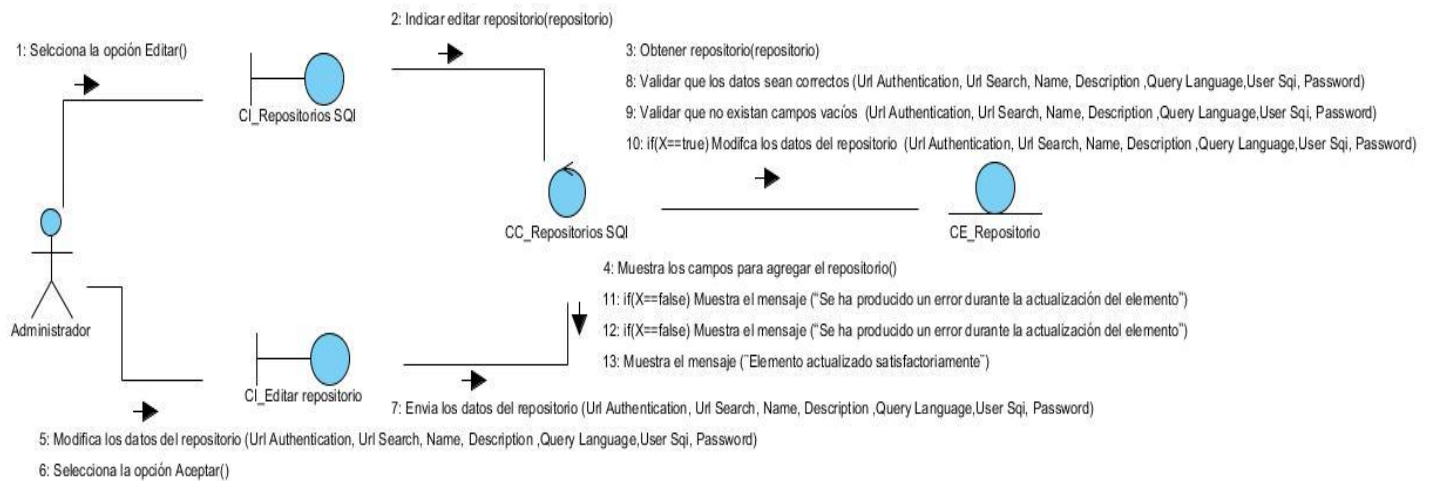 2: Indicar editar repositorio(repositorio)
1: Selcciona la opción Editar()
3: Obtener repositorio(repositorio)
8: Validar que los datos sean correctos (Url Authentication, Url Search, Name, Description ,Query Language,User Sqi, Password)
CI_Repositorios SQI
9: Validar que no existan campos vacíos (Url Authentication, Url Search, Name, Description ,Query Language,User Sqi, Password)
10: if(X==true) Modifca los datos del repositorio (Url Authentication, Url Search, Name, Description ,Query Language,User Sqi, Password)
CC_Repositorios SQI
CE_Repositorio
4: Muestra los campos para agregar el repositorio()
11: if(X==false) Muestra el mensaje (“Se ha producido un error durante la actualización del elemento”)
Administrador
12: if(X==false) Muestra el mensaje (“Se ha producido un error durante la actualización del elemento”)
13: Muestra el mensaje (¨Elemento actualizado satisfactoriamente¨)
CI_Editar repositorio
7: Envia los datos del repositorio (Url Authentication, Url Search, Name, Description ,Query Language,User Sqi, Password)
5: Modifica los datos del repositorio (Url Authentication, Url Search, Name, Description ,Query Language,User Sqi, Password)
6: Selecciona la opción Aceptar()